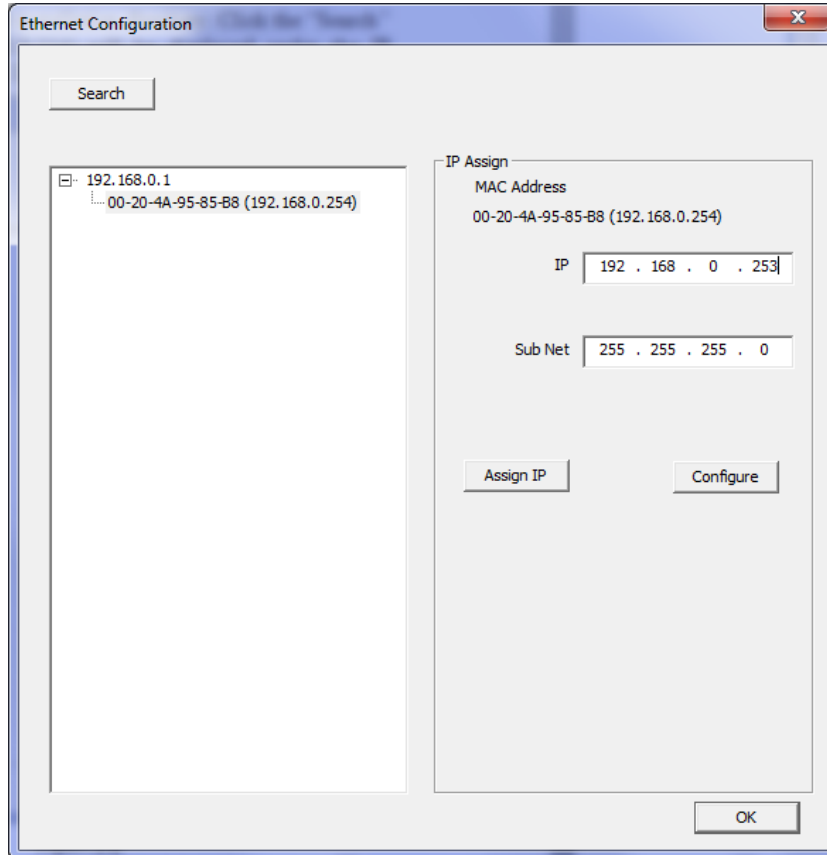 Ethernet Configuration
Search
192.168.0.1
00-20-4A-95-85-B8 (192.168.0.254)
IP Assign
MAC Address
00-20-4A-95-85-B8 (192.168.0.254)
IP 192 . 168 . 0 . 253
Sub Net 255 . 255 . 255 . 0
Assign IP Configure
OK